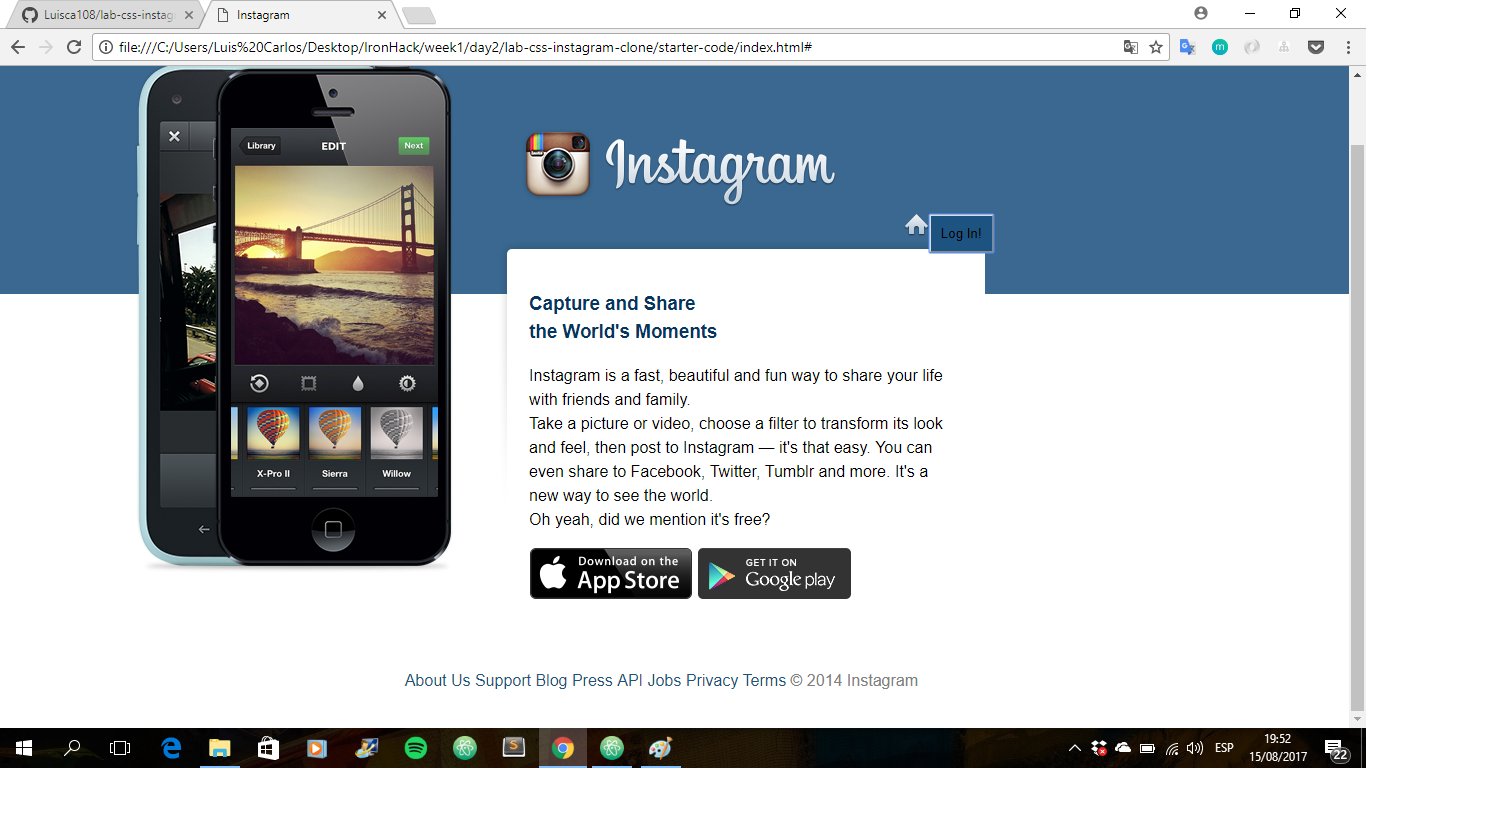 Luisca108/lab-css-instag
Instagram
file:///C:/Users/Luis%20Carlos/Desktop/IronHack/week1/day2/lab-css-instagram-clone/starter-code/index.html#
Library
EDIT
Next
Instagram
Log In!
Capture and Share
the World's Moments
Instagram is a fast, beautiful and fun way to share your life
with friends and family.
Take a picture or video, choose a filter to transform its look
and feel, then post to Instagram — it's that easy. You can
even share to Facebook, Twitter, Tumblr and more. It's a
new way to see the world.
Oh yeah, did we mention it's free?
X-Pro II
Sierra
Willow
Download on the
App Store
GET IT ON
Google play
About Us Support Blog Press API Jobs Privacy Terms © 2014 Instagram
ESP
19:52
15/08/2017
22